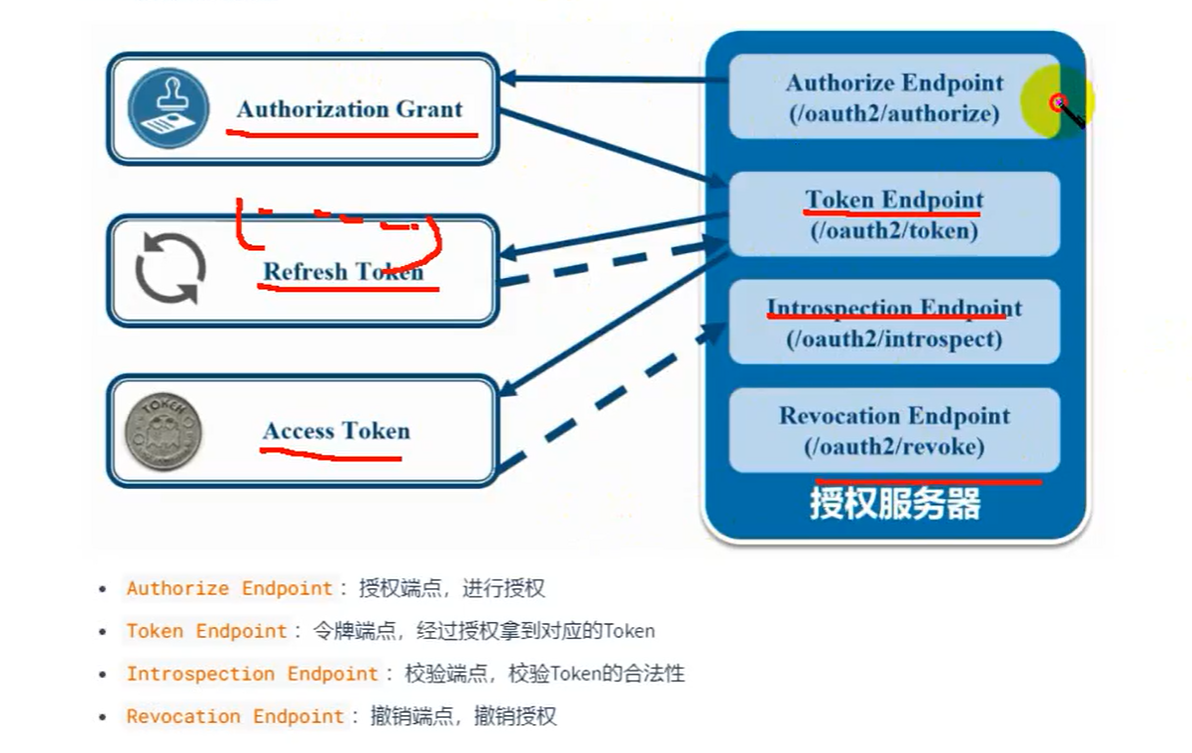 Authorization Grant
Refresh Token
TOKEN
Access Token
Authorize Endpoint
(/oauth2/authorize)
Token Endpoint
(/oauth2/token)
Introspection Endpoint
(/oauth2/introspect)
Revocation Endpoint
(/oauth2/revoke)
授权服务器
• Authorize Endpoint：授权端点，进行授权
• Token Endpoint：令牌端点，经过授权拿到对应的Token
• Introspection Endpoint：校验端点，校验Token的合法性
• Revocation Endpoint：撤销端点，撤销授权